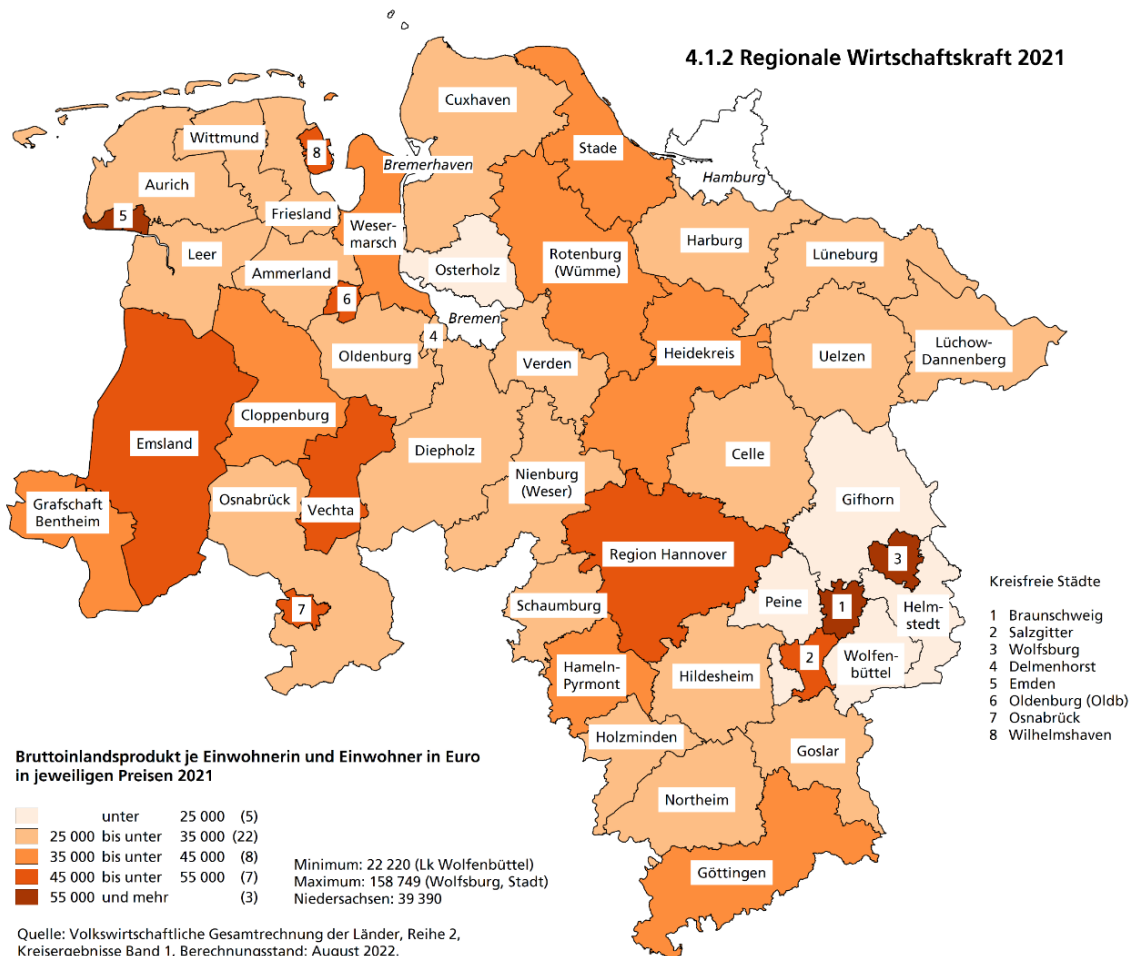 4.1.2 Regionale Wirtschaftskraft 2021
Cuxhaven
Wittmund
8
Stade
Bremerhaven
Hamburg
Aurich
5
Friesland
Weser-
marsch
Harburg
Leer
Ammerland
Osterholz
Rotenburg
(Wümme)
Lüneburg
6
Bremen
4
Oldenburg
Verden
Heidekreis
Uelzen
Lüchow-
Dannenberg
Cloppenburg
Emsland
Diepholz
Celle
Nienburg
(Weser)
Osnabrück
Vechta
Gifhorn
Grafschaft
Bentheim
Region Hannover
3
Schaumburg
Peine
1
Helm-
stedt
7
2
Wolfen-
büttel
Hameln-
Pyrmont
Hildesheim
Holzminden
Goslar
Northeim
Göttingen
Kreisfreie Städte
1 Braunschweig
2 Salzgitter
3 Wolfsburg
4 Delmenhorst
5 Emden
6 Oldenburg (Oldb)
7 Osnabrück
8 Wilhelmshaven
Bruttoinlandsprodukt je Einwohnerin und Einwohner in Euro
in jeweiligen Preisen 2021
unter 25 000 (5)
25 000 bis unter 35 000 (22)
35 000 bis unter 45 000 (8)
45 000 bis unter 55 000 (7)
55 000 und mehr (3)
Minimum: 22 220 (Lk Wolfenbüttel)
Maximum: 158 749 (Wolfsburg, Stadt)
Niedersachsen: 39 390
Quelle: Volkswirtschaftliche Gesamtrechnung der Länder, Reihe 2,
Kreisergebnisse Band 1, Berechnungsstand: August 2022.